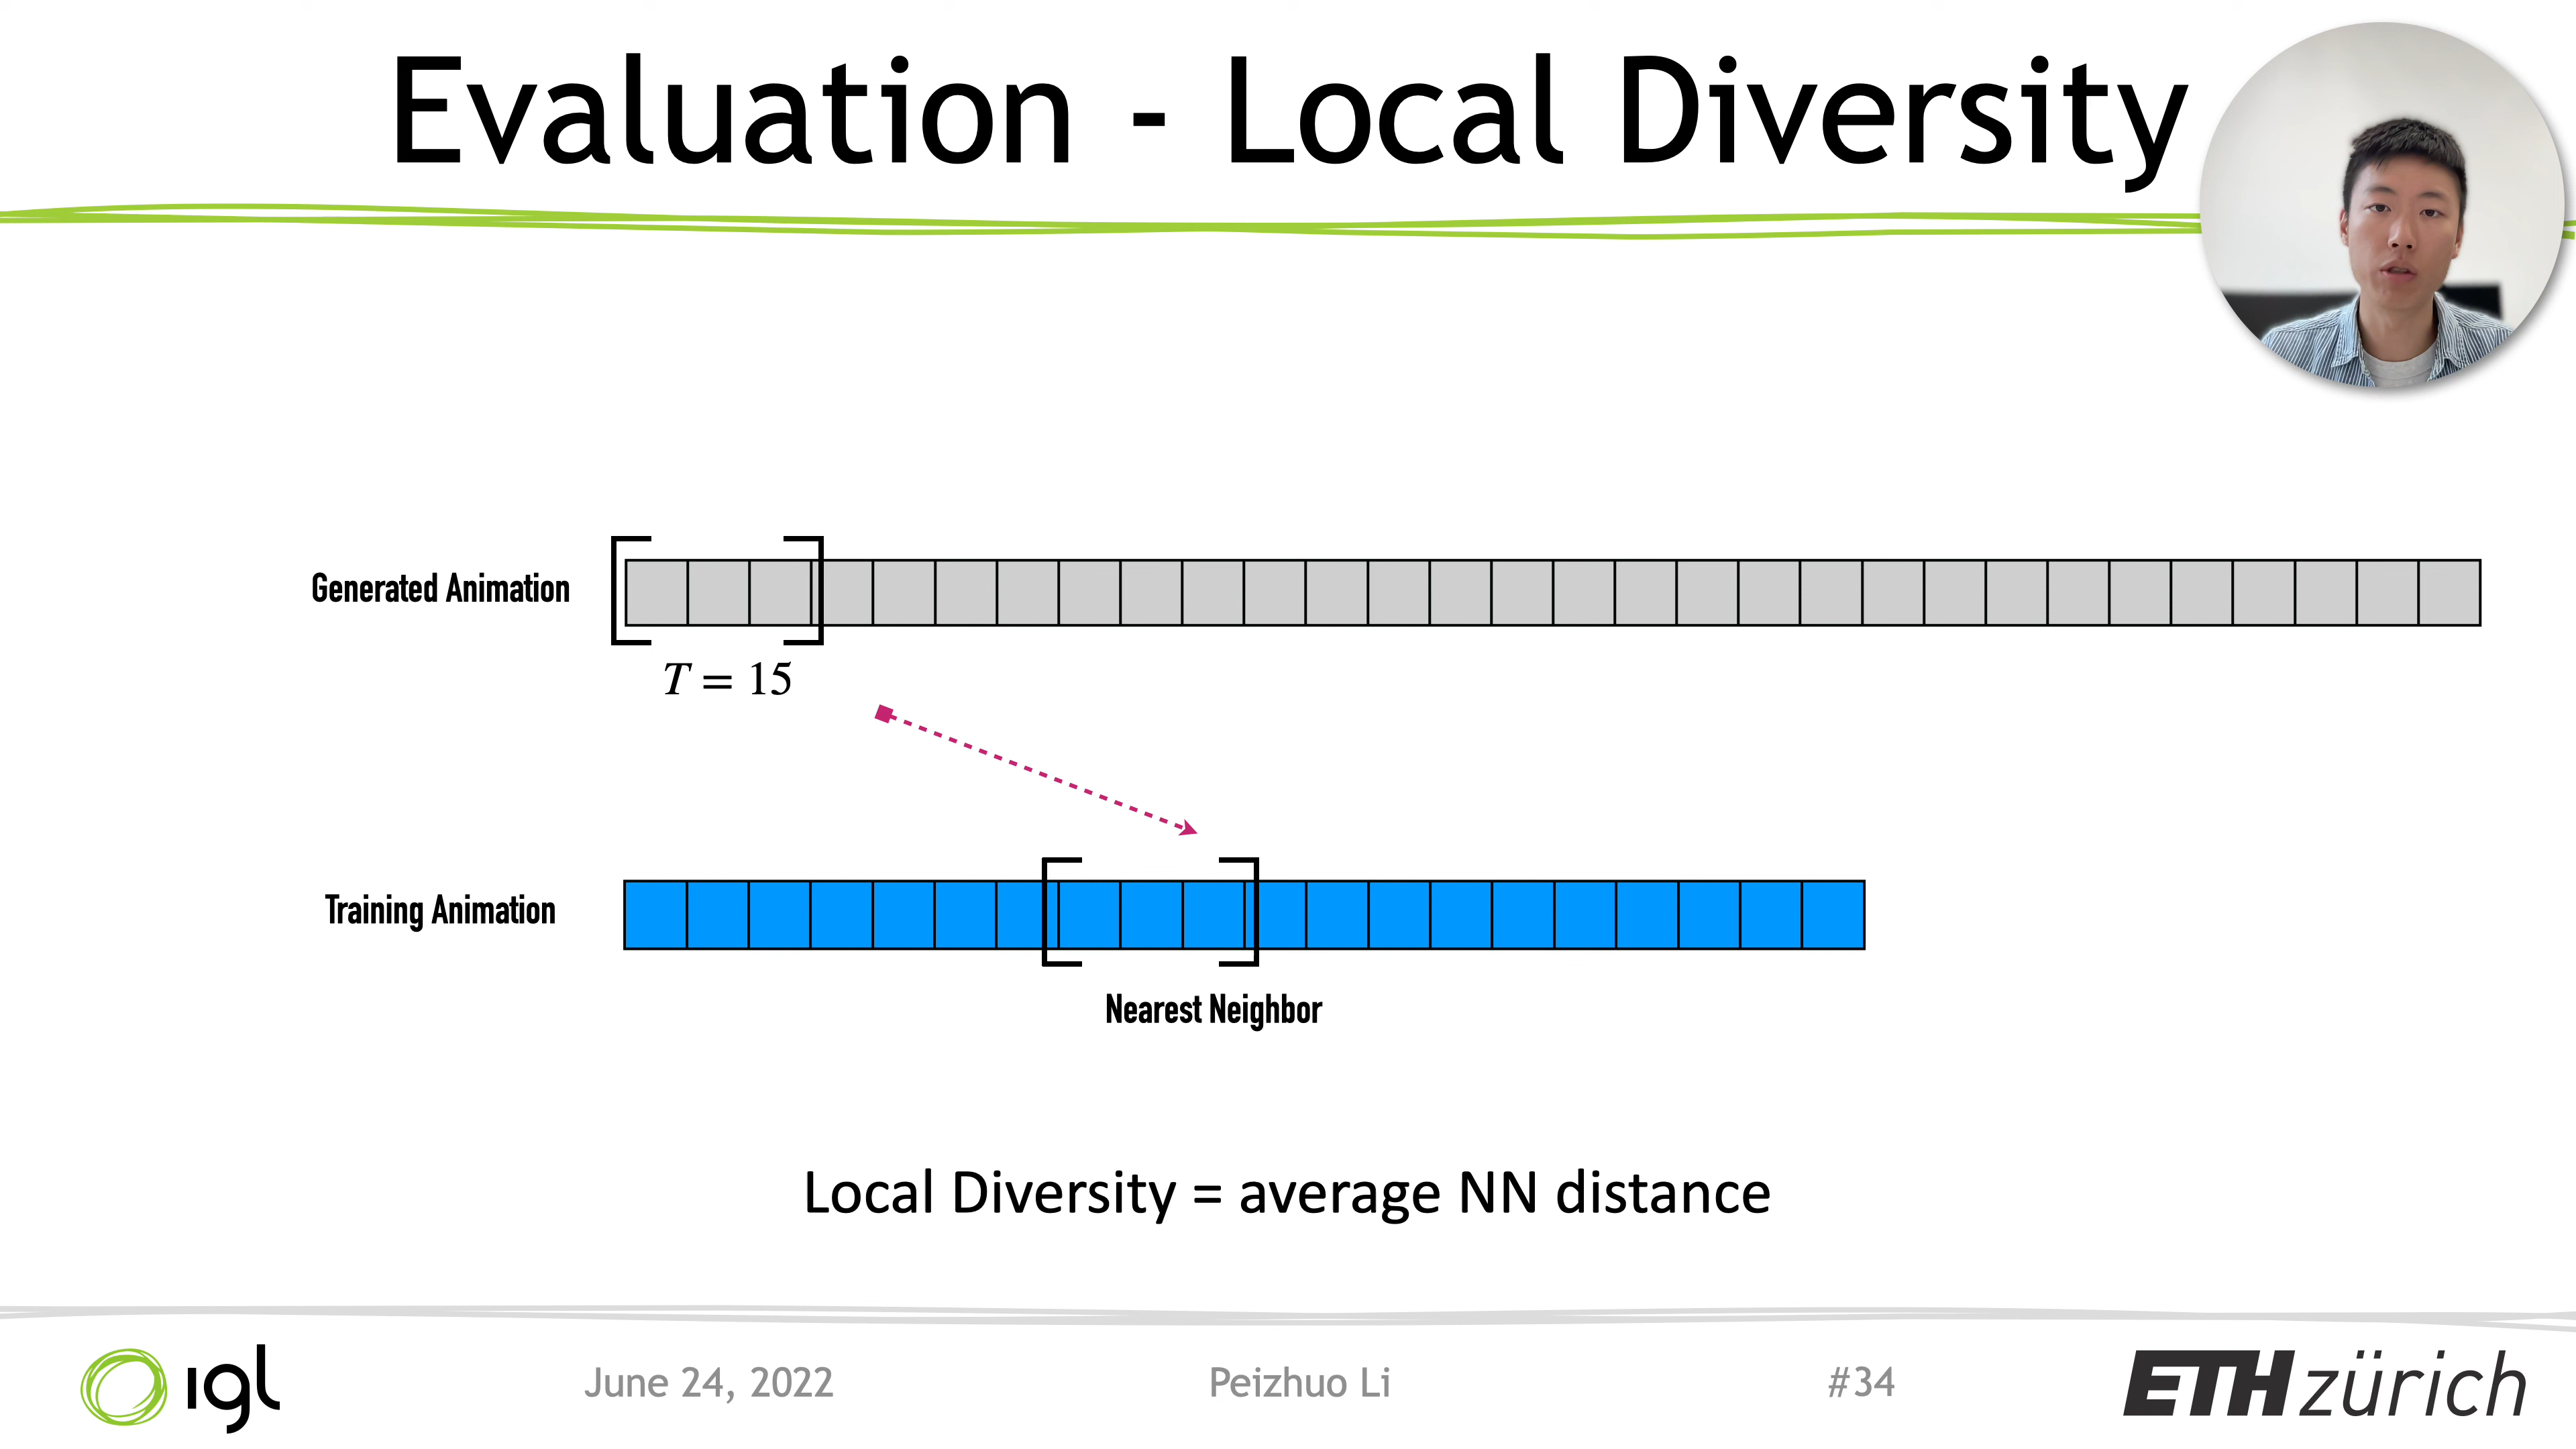 Evaluation - Local Diversity
Generated Animation
T = 15
Training Animation
Nearest Neighbor
Local Diversity = average NN distance
igl
June 24, 2022
Peizhuo Li
#34
ETH zürich